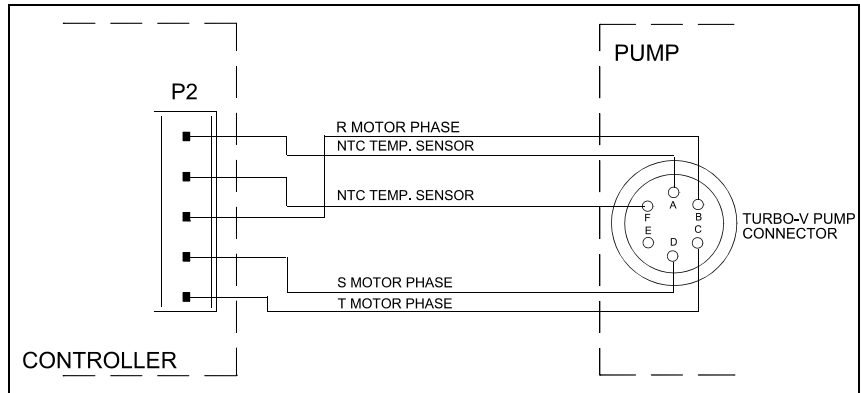 PUMP
P2
R MOTOR PHASE
NTC TEMP. SENSOR
NTC TEMP. SENSOR
A
F
B
E
D
C
TURBO-V PUMP
CONNECTOR
S MOTOR PHASE
T MOTOR PHASE
CONTROLLER